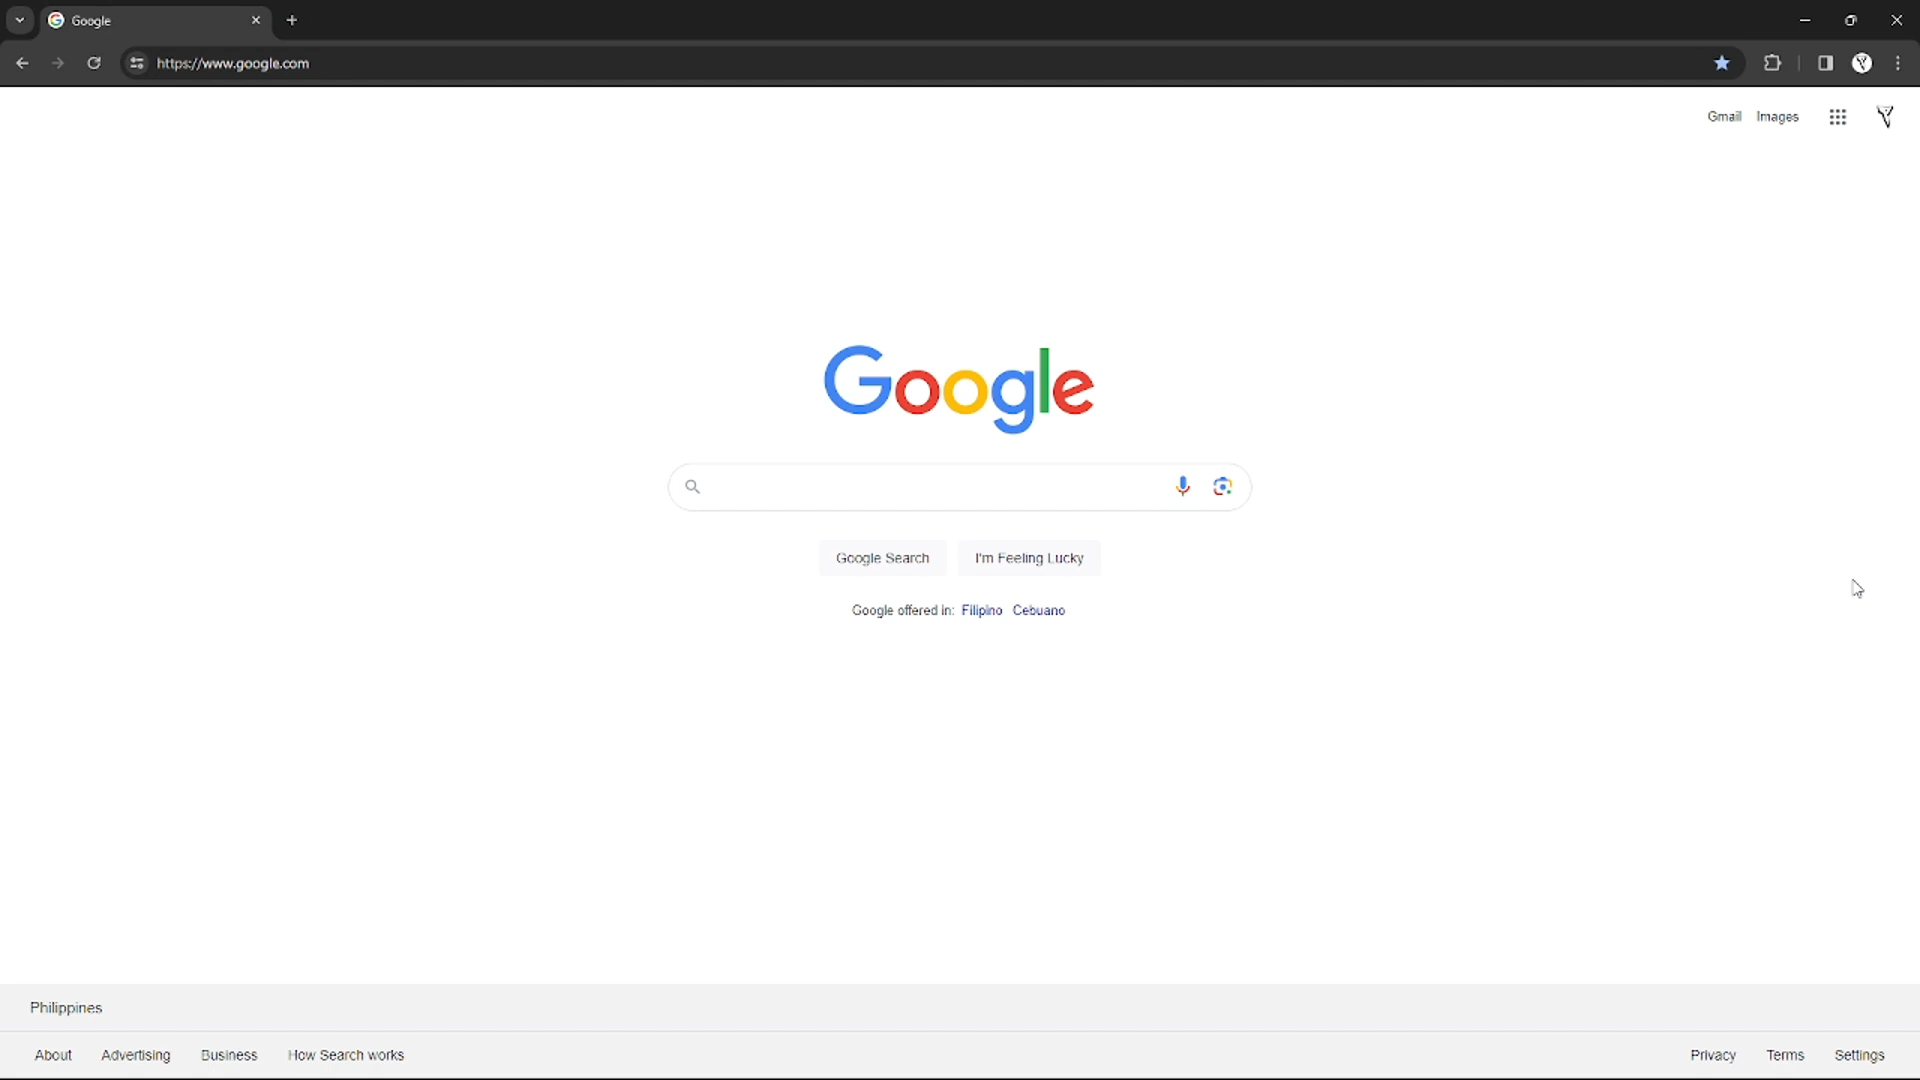 Google
https://www.google.com
Gmail Images
Google
Google Search I'm Feeling Lucky
Google offered in: Filipino Cebuano
Philippines
About Advertising Business How Search works Privacy Terms Settings